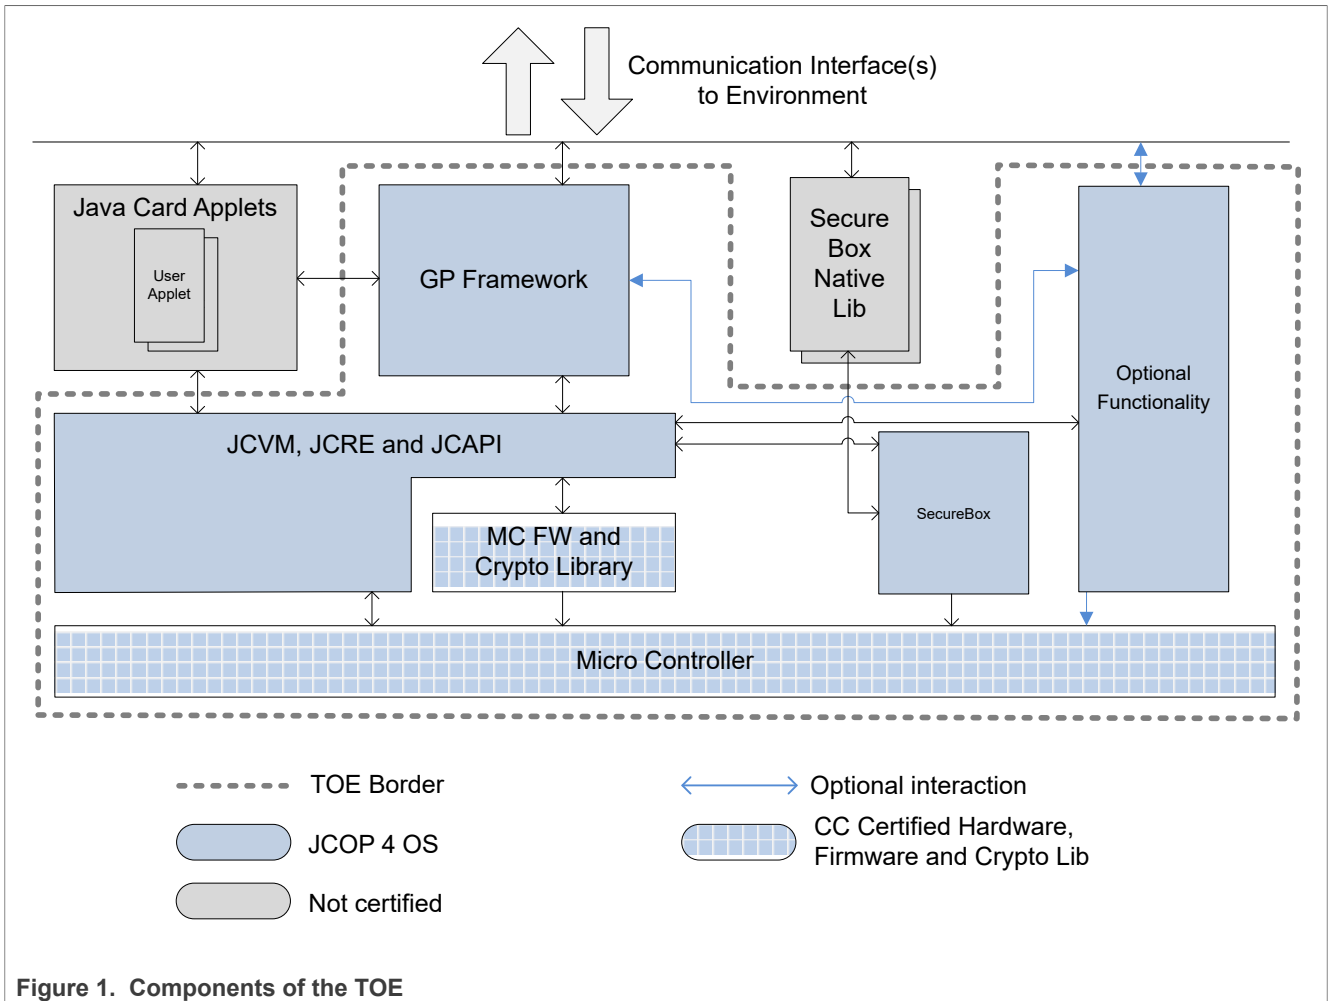 Communication Interface(s)
to Environment
Java Card Applets
User
Applet
GP Framework
Secure
Box
Native
Lib
Optional
Functionality
JCVM, JCRE and JCAPI
SecureBox
MC FW and
Crypto Library
Micro Controller
TOE Border
Optional interaction
JCOP 4 OS
CC Certified Hardware,
Firmware and Crypto Lib
Not certified
Figure 1. Components of the TOE